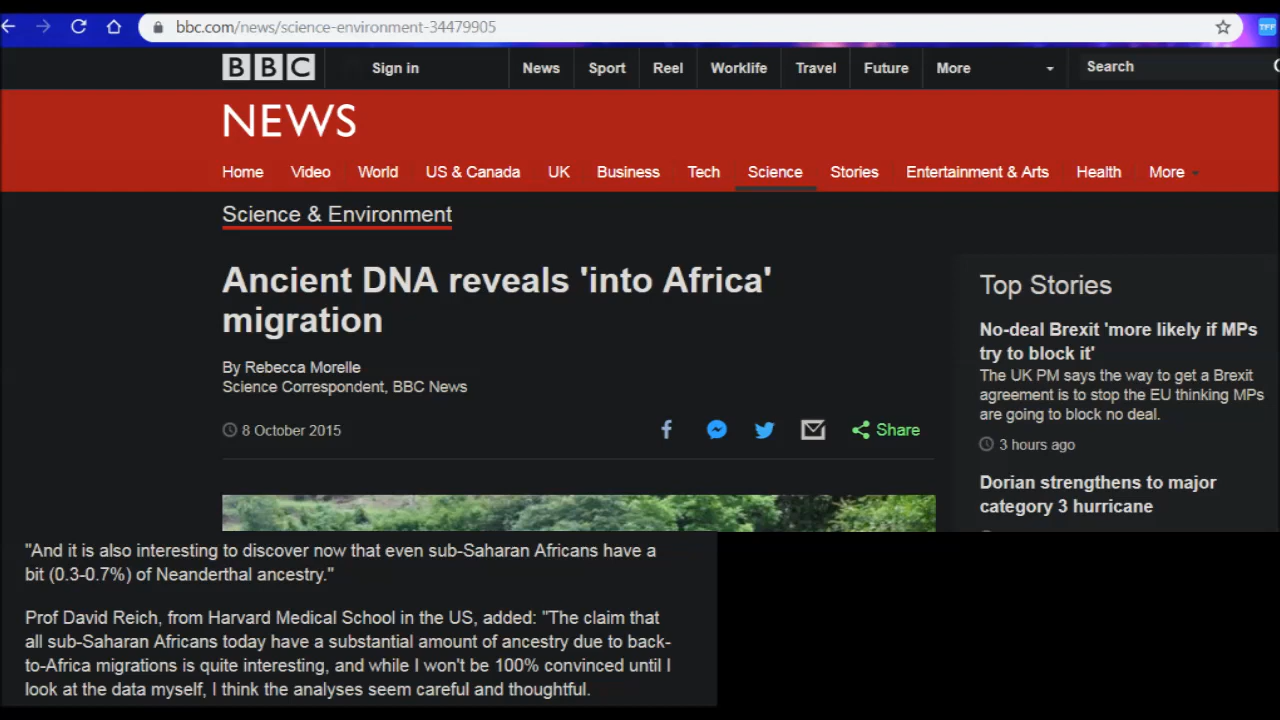 bbc.com/news/science-environment-34479905
TFF
BBC
Sign in
News
Sport
Reel
Worklife
Travel
Future
More
Search
NEWS
Home
Video
World
US & Canada
UK
Business
Tech
Science
Stories
Entertainment & Arts
Health
More
Science & Environment
Ancient DNA reveals 'into Africa'
migration
By Rebecca Morelle
Science Correspondent, BBC News
8 October 2015
Share
Top Stories
No-deal Brexit 'more likely if MPs
try to block it'
The UK PM says the way to get a Brexit
agreement is to stop the EU thinking MPs
are going to block no deal.
3 hours ago
Dorian strengthens to major
category 3 hurricane
"And it is also interesting to discover now that even sub-Saharan Africans have a
bit (0.3-0.7%) of Neanderthal ancestry."
Prof David Reich, from Harvard Medical School in the US, added: "The claim that
all sub-Saharan Africans today have a substantial amount of ancestry due to back-
to-Africa migrations is quite interesting, and while I won't be 100% convinced until I
look at the data myself, I think the analyses seem careful and thoughtful.